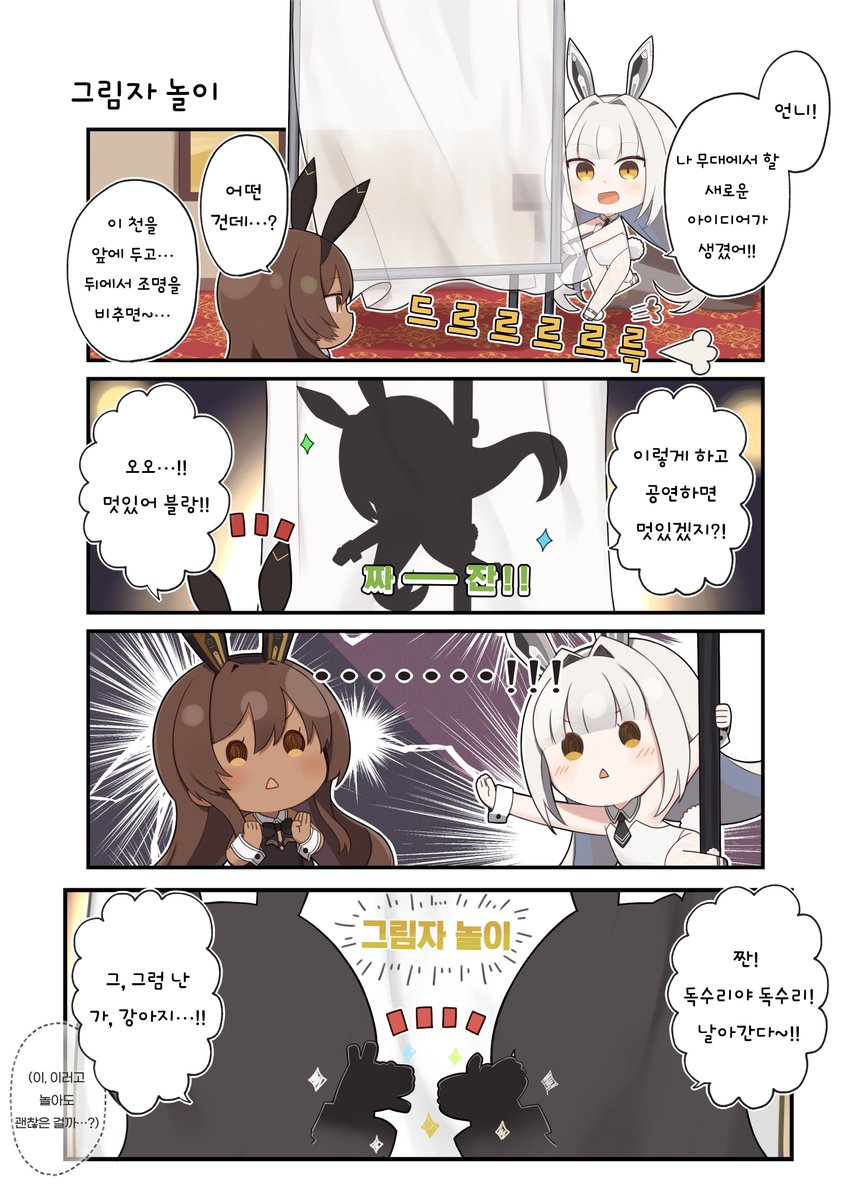 그림자 놀이
언니!
나 무대에서 할
새로운
아이디어가
생겼어!!
어떤
건데…?
이 천을
앞에 두고…
뒤에서 조명을
비추면~…
드르르르르륵
이렇게 하고
공연하면
멋있겠지?!
오오…!!
멋있어 블랑!!
짜──잔!!
·······!!!
그림자 놀이
짠!
독수리야 독수리!
날아간다~!!
그, 그럼 난
가, 강아지…!!
(이, 이러고
놀아도
괜찮은 걸까…?)